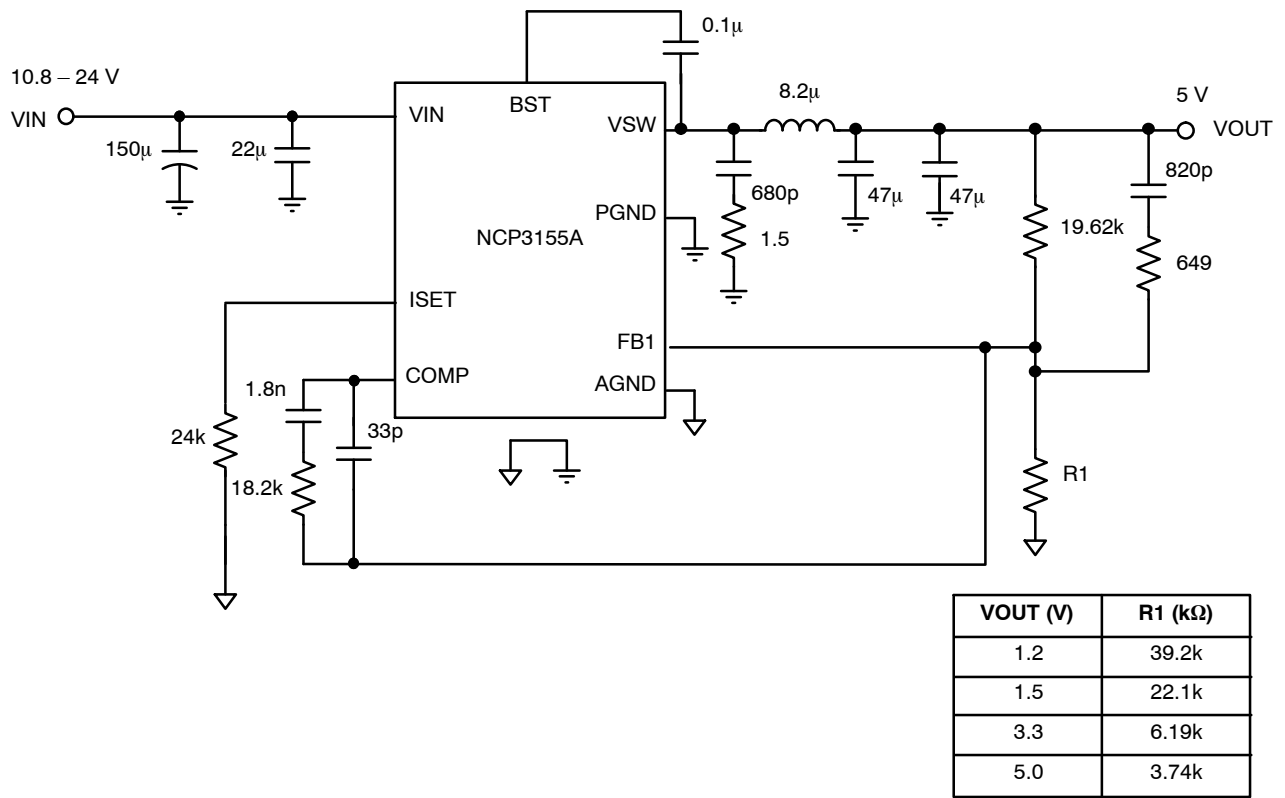 0.1μ
10.8 – 24 V
VIN
150μ
22μ
VIN
BST
VSW
8.2μ
5 V
VOUT
680p
1.5
47μ
47μ
820p
19.62k
649
PGND
NCP3155A
ISET
FB1
COMP
AGND
1.8n
33p
24k
18.2k
R1
VOUT (V) R1 (kΩ)
1.2 39.2k
1.5 22.1k
3.3 6.19k
5.0 3.74k